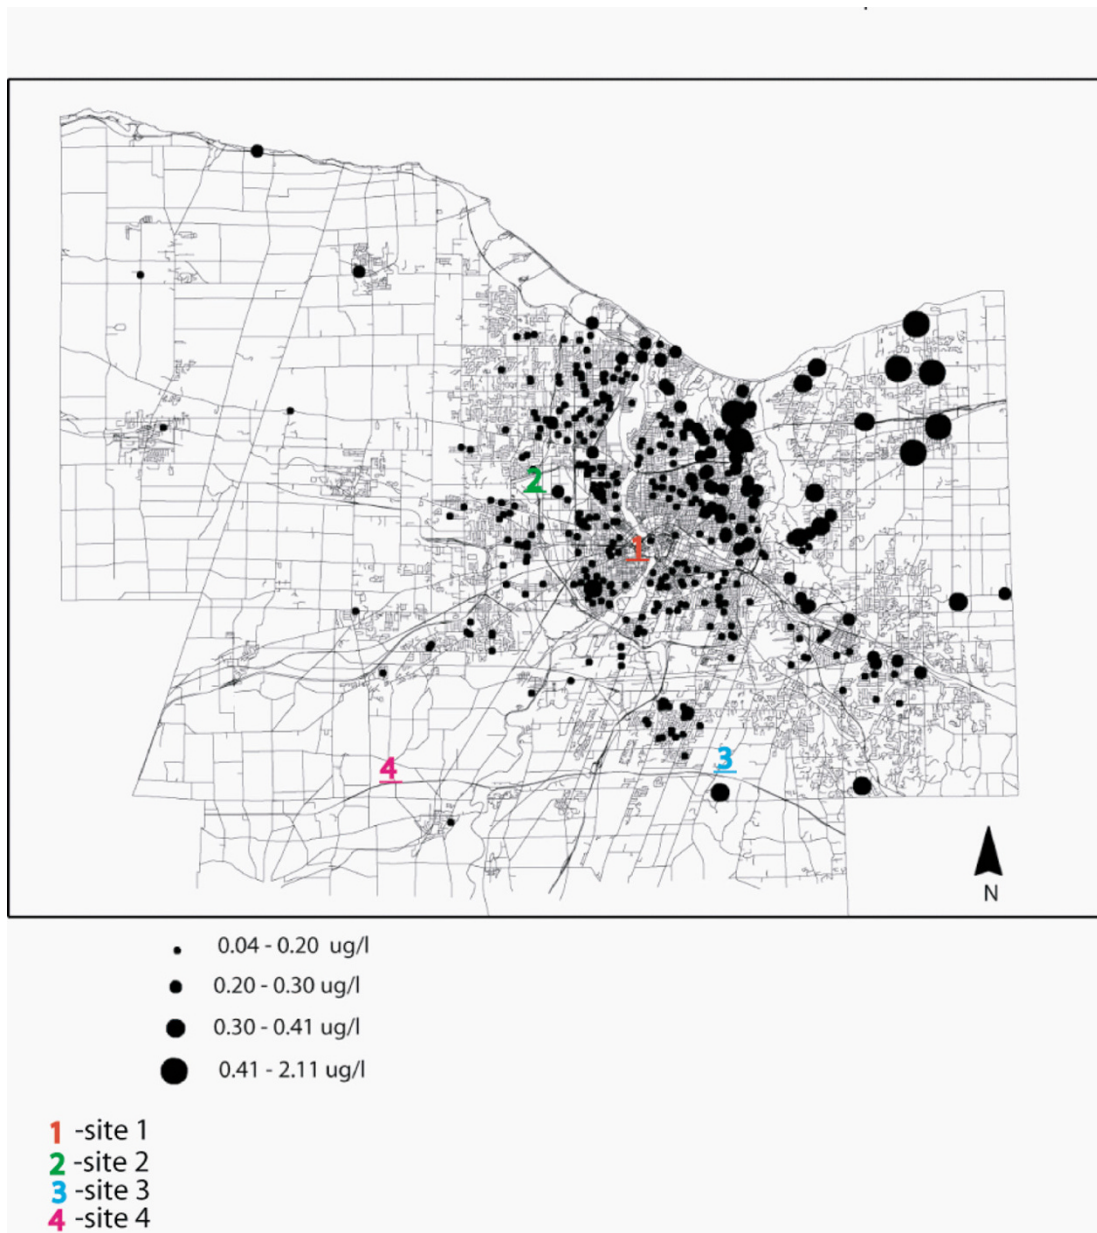 2
1
3
4
N
0.04 - 0.20 ug/l
0.20 - 0.30 ug/l
0.30 - 0.41 ug/l
0.41 - 2.11 ug/l
1 -site 1
2 -site 2
3 -site 3
4 -site 4